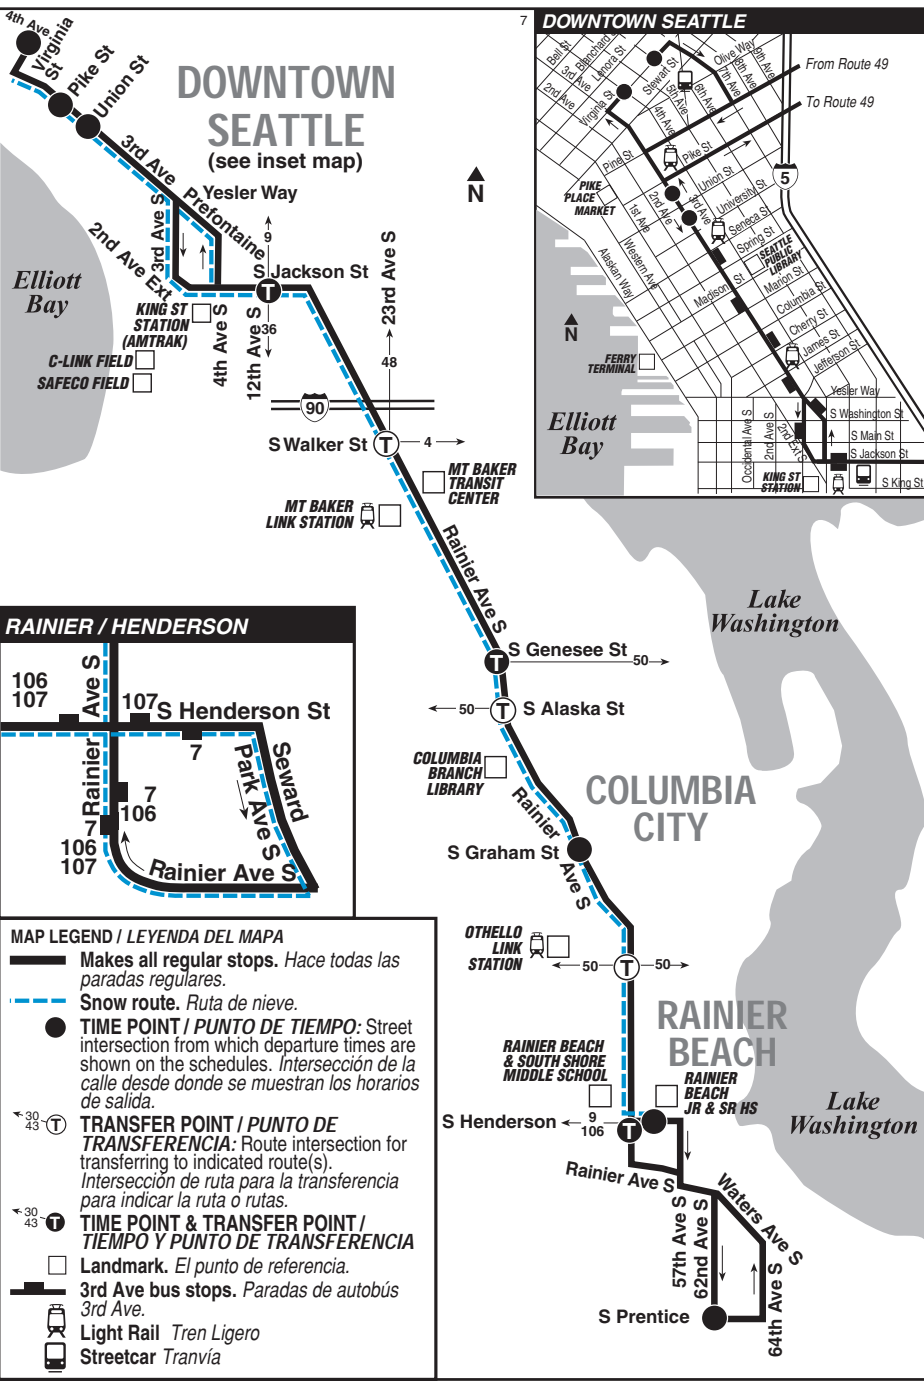 4th Ave
Virginia
St
Pike St
Union St
DOWNTOWN
SEATTLE
(see inset map)
3rd Ave
Yesler Way
Prefontaine
3rd Ave S
2nd Ave Ext
9
S Jackson St
T
N
Elliott
Bay
KING ST
STATION
(AMTRAK)
4th Ave S
12th Ave S
36
23rd Ave S
48
C-LINK FIELD
SAFECO FIELD
90
S Walker St
T
4
MT BAKER
TRANSIT
CENTER
MT BAKER
LINK STATION
Rainier Ave S
T
S Genesee St
50
50
T
S Alaska St
COLUMBIA
BRANCH
LIBRARY
Rainier
Ave S
COLUMBIA
CITY
S Graham St
OTHELLO
LINK
STATION
50
T
50
RAINIER
BEACH
RAINIER BEACH
& SOUTH SHORE
MIDDLE SCHOOL
RAINIER
BEACH
JR & SR HS
S Henderson
9
106
T
Rainier Ave S
Waters Ave S
57th Ave S
62nd Ave S
64th Ave S
S Prentice
Lake
Washington
Lake
Washington
7
DOWNTOWN SEATTLE
Bell St
Blanchard St
Lenora St
3rd Ave
2nd Ave
Virginia St
Stewart St
Olive Way
9th Ave
8th Ave
7th Ave
6th Ave
5th Ave
4th Ave
From Route 49
To Route 49
Pine St
Pike St
5
PIKE
PLACE
MARKET
Union St
University St
Seneca St
Spring St
1st Ave
2nd Ave
3rd Ave
Western Ave
Alaskan Way
SEATTLE
PUBLIC
LIBRARY
Madison St
Marion St
Columbia St
Cherry St
James St
Jefferson St
N
FERRY
TERMINAL
Elliott
Bay
Yesler Way
S Washington St
S Main St
S Jackson St
S King St
Occidental Ave S
2nd Ave S
2nd Ext S
KING ST
STATION
RAINIER / HENDERSON
106
107
Ave S
107
S Henderson St
7
Rainier
7
106
7
106
107
Seward
Park Ave S
Rainier Ave S
MAP LEGEND / LEYENDA DEL MAPA
Makes all regular stops. Hace todas las
paradas regulares.
Snow route. Ruta de nieve.
TIME POINT / PUNTO DE TIEMPO: Street
intersection from which departure times are
shown on the schedules. Intersección de la
calle desde donde se muestran los horarios
de salida.
30
43
T
TRANSFER POINT / PUNTO DE
TRANSFERENCIA: Route intersection for
transferring to indicated route(s).
Intersección de ruta para la transferencia
para indicar la ruta o rutas.
30
43
T
TIME POINT & TRANSFER POINT /
TIEMPO Y PUNTO DE TRANSFERENCIA
Landmark. El punto de referencia.
3rd Ave bus stops. Paradas de autobús
3rd Ave.
Light Rail Tren Ligero
Streetcar Tranvía